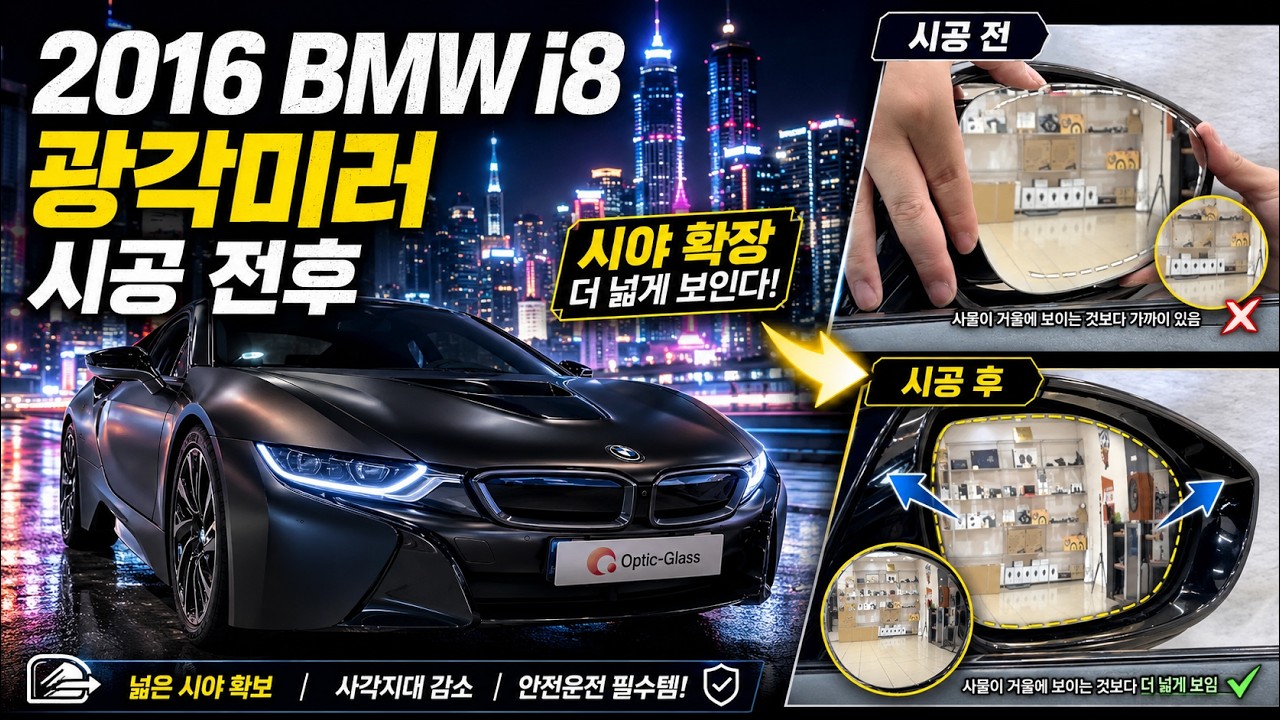 2016 BMW i8
광각미러
시공 전후
시야 확장
더 넓게 보인다!
시공 전
사물이 거울에 보이는 것보다 가까이 있음
시공 후
사물이 거울에 보이는 것보다 더 넓게 보임
Optic-Glass
넓은 시야 확보 / 사각지대 감소 / 안전운전 필수템!